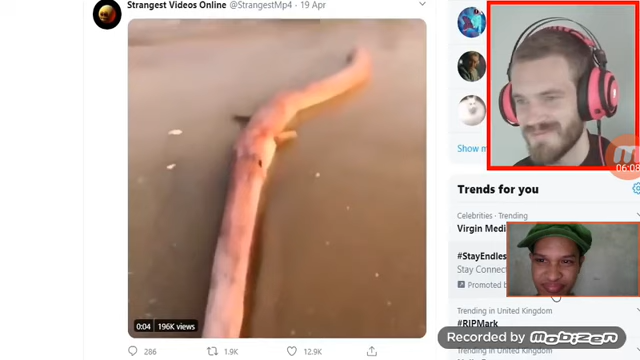 Strangest Videos Online @StrangestMp4 · 19 Apr
0:04 196K views
286
1.9K
12.9K
Show
06:08
Trends for you
Celebrities · Trending
Virgin Medi
#StayEndles
Stay Connec
Promoted b
Trending in United Kingdom
#RIPMark
Recorded by mobizen
Trending in United Kingdom